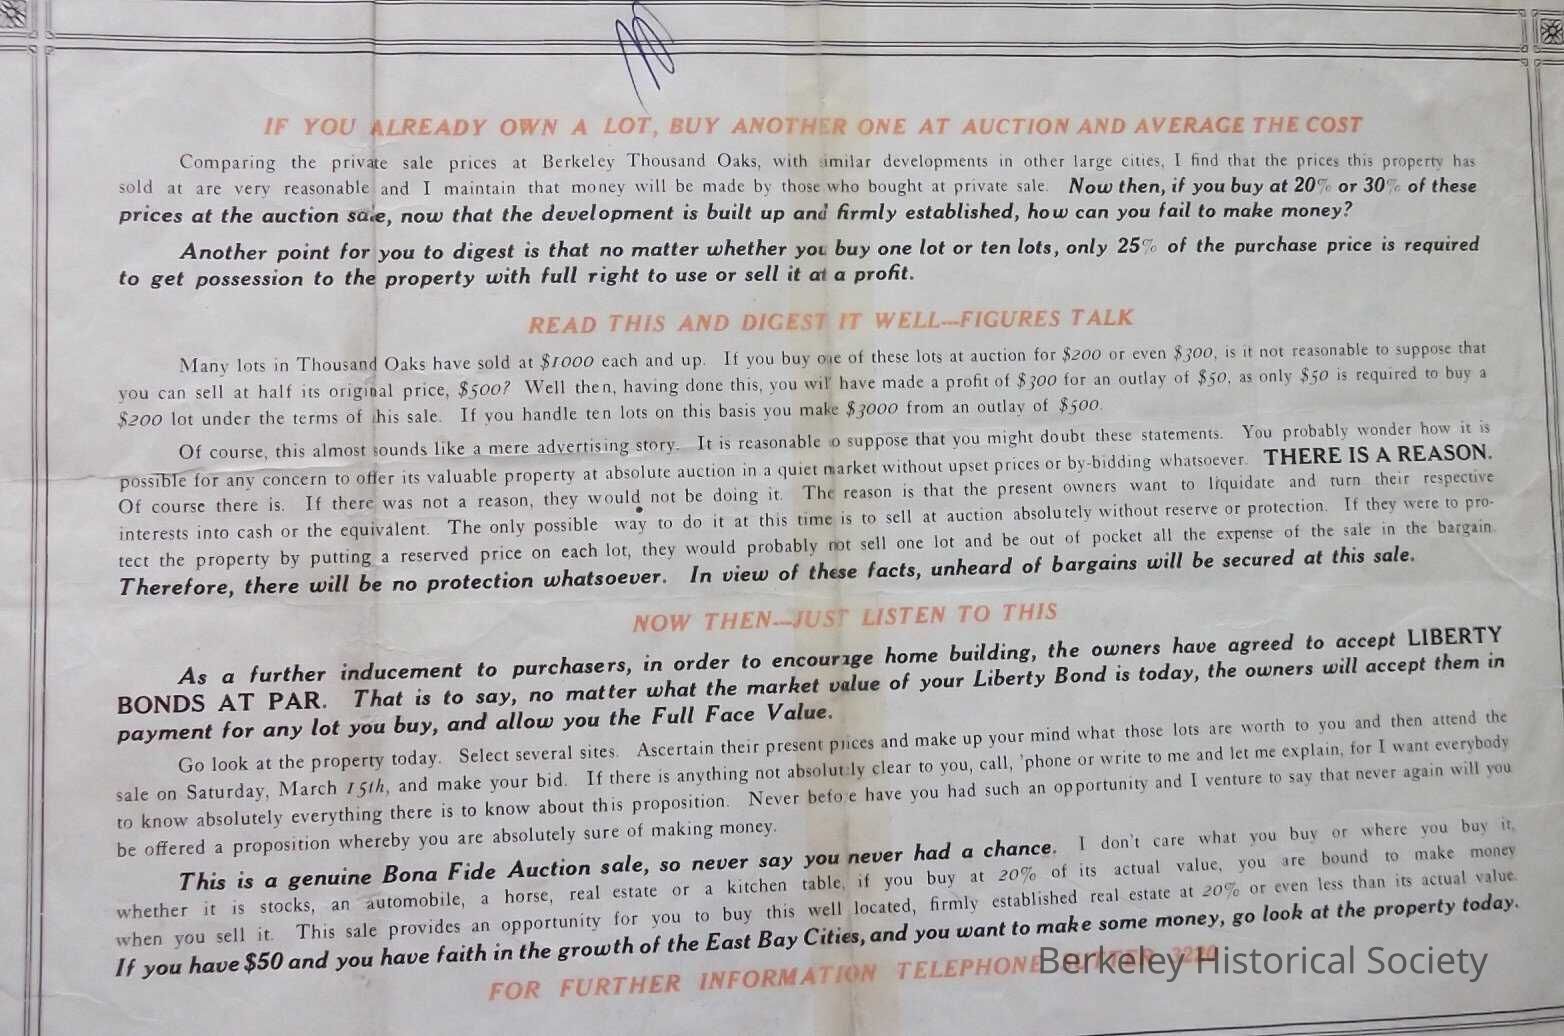 IF YOU ALREADY OWN A LOT, BUY ANOTHER ONE AT AUCTION AND AVERAGE THE COST
Comparing the private sale prices at Berkeley Thousand Oaks, with similar developments in other large cities, I find that the prices this property has
sold at are very reasonable and I maintain that money will be made by those who bought at private sale. Now then, if you buy at 20% or 30% of these
prices at the auction sale, now that the development is built up and firmly established, how can you fail to make money?
Another point for you to digest is that no matter whether you buy one lot or ten lots, only 25% of the purchase price is required
to get possession to the property with full right to use or sell it at a profit.
READ THIS AND DIGEST IT WELL—FIGURES TALK
Many lots in Thousand Oaks have sold at $1000 each and up. If you buy one of these lots at auction for $200 or even $300, is it not reasonable to suppose that
you can sell at half its original price, $500? Well then, having done this, you will have made a profit of $300 for an outlay of $50, as only $50 is required to buy a
$200 lot under the terms of this sale. If you handle ten lots on this basis you make $3000 from an outlay of $500.
Of course, this almost sounds like a mere advertising story. It is reasonable to suppose that you might doubt these statements. You probably wonder how it is
possible for any concern to offer its valuable property at absolute auction in a quiet market without upset prices or by-bidding whatsoever. THERE IS A REASON.
Of course there is. If there was not a reason, they would not be doing it. The reason is that the present owners want to liquidate and turn their respective
interests into cash or the equivalent. The only possible way to do it at this time is to sell at auction absolutely without reserve or protection. If they were to pro-
tect the property by putting a reserved price on each lot, they would probably not sell one lot and be out of pocket all the expense of the sale in the bargain.
Therefore, there will be no protection whatsoever. In view of these facts, unheard of bargains will be secured at this sale.
NOW THEN—JUST LISTEN TO THIS
As a further inducement to purchasers, in order to encourage home building, the owners have agreed to accept LIBERTY
BONDS AT PAR. That is to say, no matter what the market value of your Liberty Bond is today, the owners will accept them in
payment for any lot you buy, and allow you the Full Face Value.
Go look at the property today. Select several sites. Ascertain their present prices and make up your mind what those lots are worth to you and then attend the
sale on Saturday, March 15th, and make your bid. If there is anything not absolutely clear to you, call, 'phone or write to me and let me explain, for I want everybody
to know absolutely everything there is to know about this proposition. Never before have you had such an opportunity and I venture to say that never again will you
be offered a proposition whereby you are absolutely sure of making money.
This is a genuine Bona Fide Auction sale, so never say you never had a chance. I don't care what you buy or where you buy it,
whether it is stocks, an automobile, a horse, real estate or a kitchen table, if you buy at 20% of its actual value, you are bound to make money
when you sell it. This sale provides an opportunity for you to buy this well located, firmly established real estate at 20% or even less than its actual value.
If you have $50 and you have faith in the growth of the East Bay Cities, and you want to make some money, go look at the property today.
FOR FURTHER INFORMATION TELEPHONE
Berkeley Historical Society